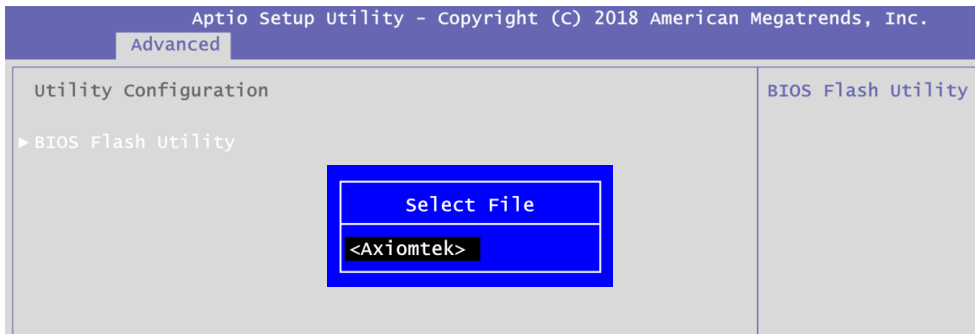 Aptio Setup Utility – Copyright (C) 2018 American Megatrends, Inc.
Advanced
Utility Configuration
BIOS Flash Utility
►BIOS Flash Utility
Select File
<Axiomtek>